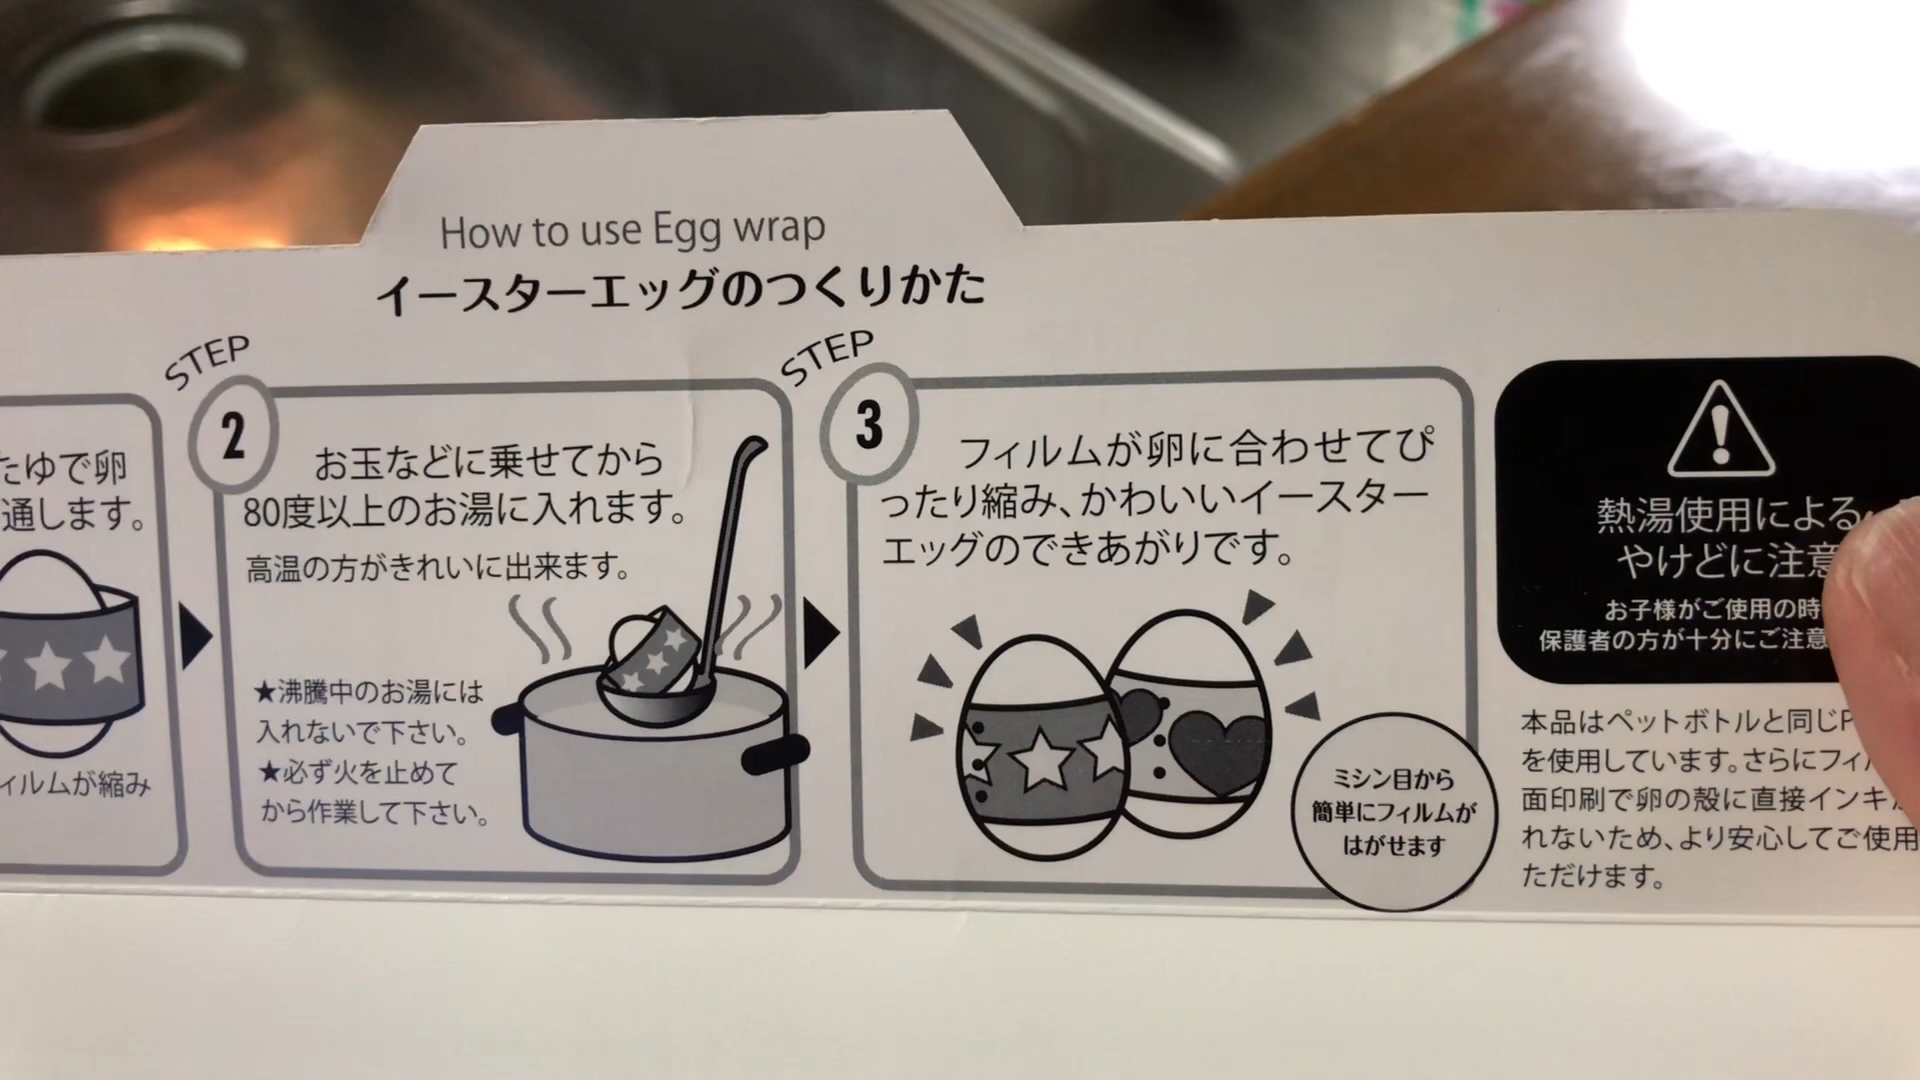 How to use Egg wrap
イースターエッグのつくりかた
たゆで卵
通します。
ィルムが縮み
STEP
2
お玉などに乗せてから
80度以上のお湯に入れます。
高温の方がきれいに出来ます。
★沸騰中のお湯には
入れないで下さい。
★必ず火を止めて
から作業して下さい。
STEP
3
フィルムが卵に合わせてぴ
ったり縮み、かわいいイースター
エッグのできあがりです。
ミシン目から
簡単にフィルムが
はがせます
熱湯使用による
やけどに注意
お子様がご使用の時
保護者の方が十分にご注意
本品はペットボトルと同じP
を使用しています。さらにフィル
面印刷で卵の殻に直接インキが
れないため、より安心してご使用
ただけます。